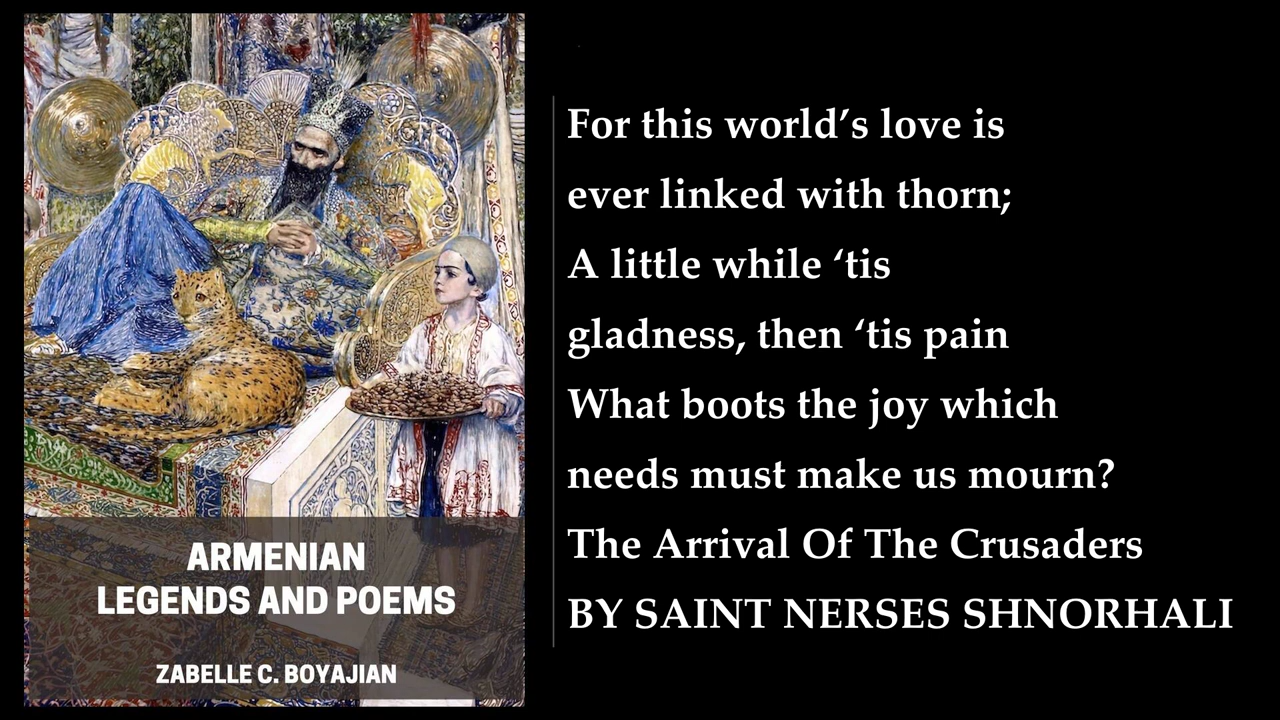 ARMENIAN
LEGENDS AND POEMS
ZABELLE C. BOYAJIAN
For this world’s love is
ever linked with thorn;
A little while ‘tis
gladness, then ‘tis pain
What boots the joy which
needs must make us mourn?
The Arrival Of The Crusaders
BY SAINT NERSES SHNORHALI